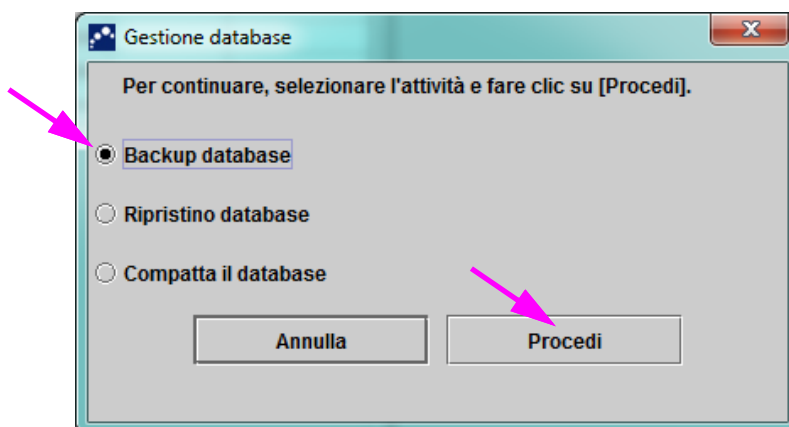 Gestione database
Per continuare, selezionare l'attività e fare clic su [Procedi].
Backup database
Ripristino database
Compatta il database
Annulla Procedi